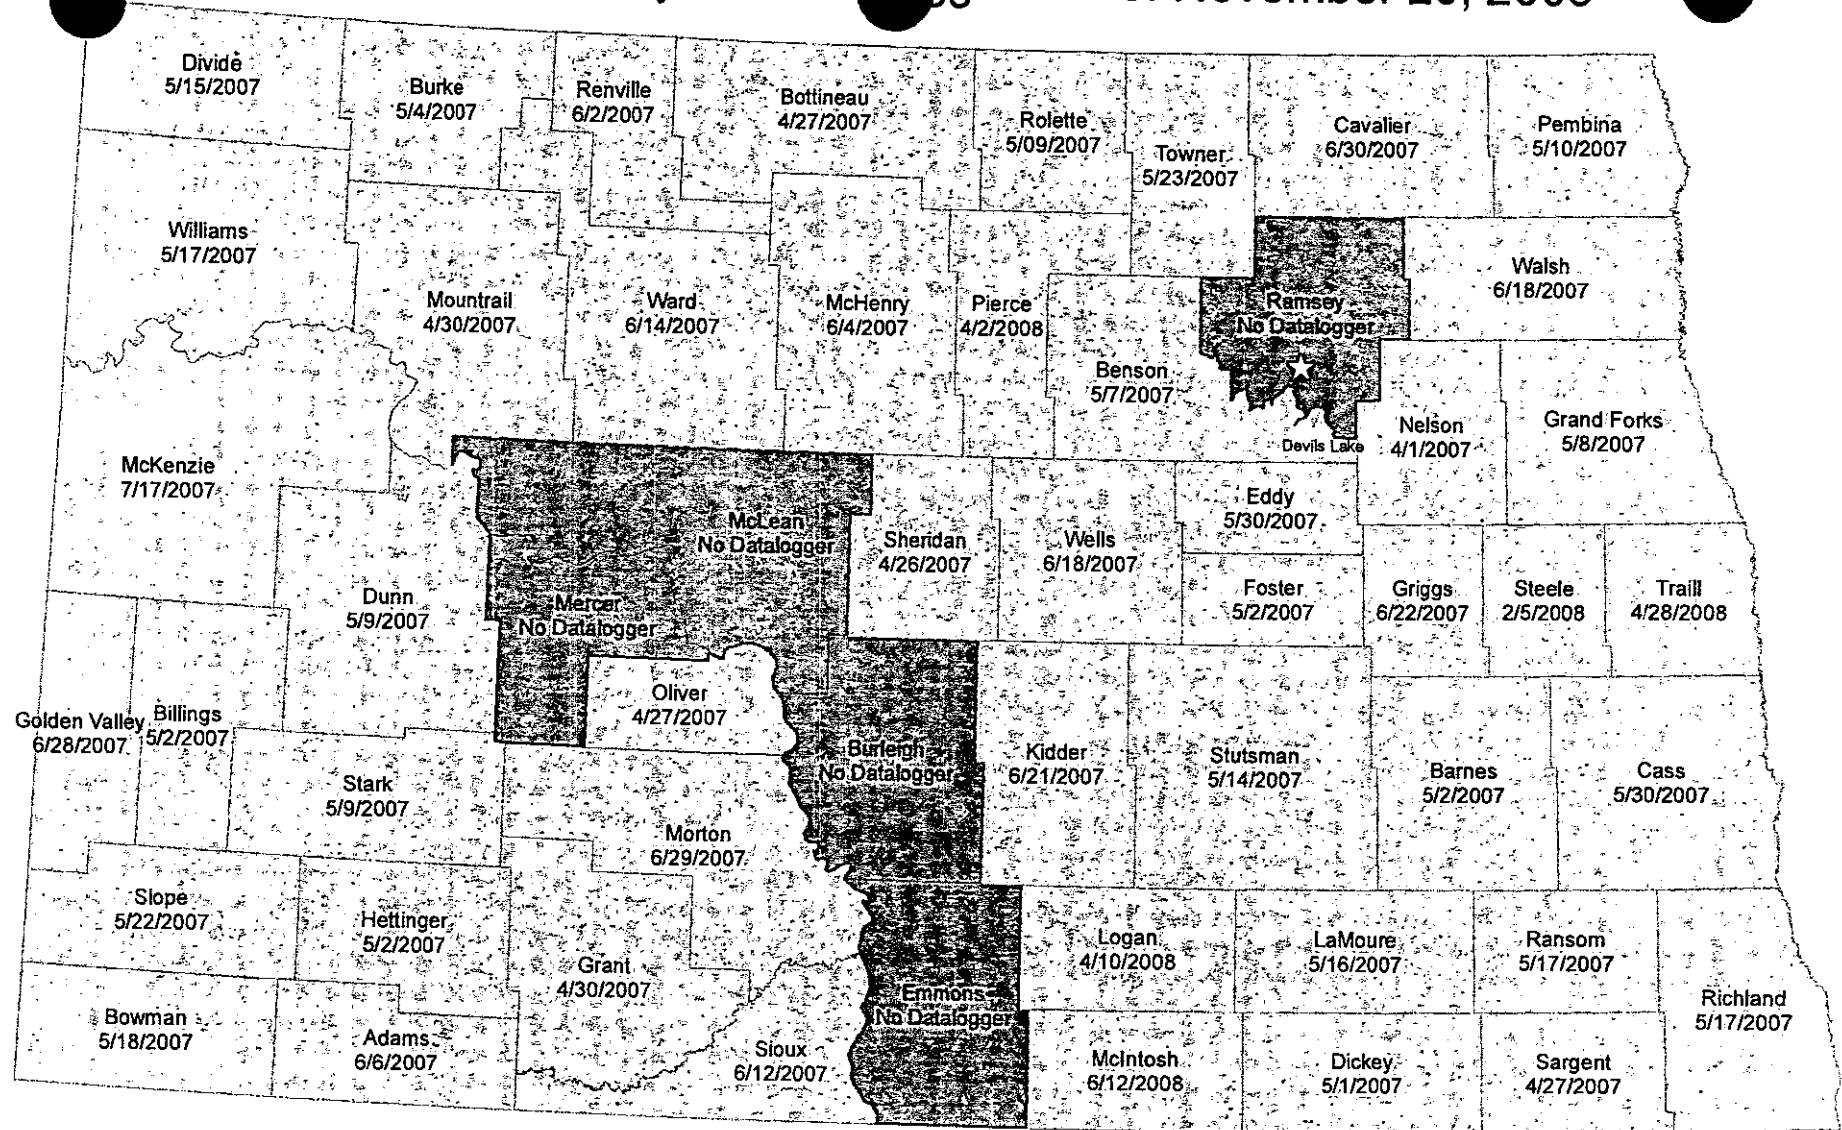 November 20, 2008
Divide
5/15/2007
Burke
5/4/2007
Renville
6/2/2007
Bottineau
4/27/2007
Rolette
5/09/2007
Towner
5/23/2007
Cavalier
6/30/2007
Pembina
5/10/2007
Williams
5/17/2007
Mountrail
4/30/2007
Ward
6/14/2007
McHenry
6/4/2007
Pierce
4/2/2008
Benson
5/7/2007
Ramsey
No Datalogger
Devils Lake
Walsh
6/18/2007
Nelson
4/1/2007
Grand Forks
5/8/2007
McKenzie
7/17/2007
Dunn
5/9/2007
McLean
No Datalogger
Mercer
No Datalogger
Sheridan
4/26/2007
Wells
6/18/2007
Eddy
5/30/2007
Foster
5/2/2007
Griggs
6/22/2007
Steele
2/5/2008
Traill
4/28/2008
Golden Valley
6/28/2007
Billings
5/2/2007
Stark
5/9/2007
Oliver
4/27/2007
Morton
6/29/2007
Burleigh
No Datalogger
Kidder
6/21/2007
Stutsman
5/14/2007
Barnes
5/2/2007
Cass
5/30/2007
Slope
5/22/2007
Hettinger
5/2/2007
Grant
4/30/2007
Bowman
5/18/2007
Adams
6/6/2007
Sioux
6/12/2007
Emmons
No Datalogger
Logan
4/10/2008
LaMoure
5/16/2007
Ransom
5/17/2007
Richland
5/17/2007
McIntosh
6/12/2008
Dickey
5/1/2007
Sargent
4/27/2007